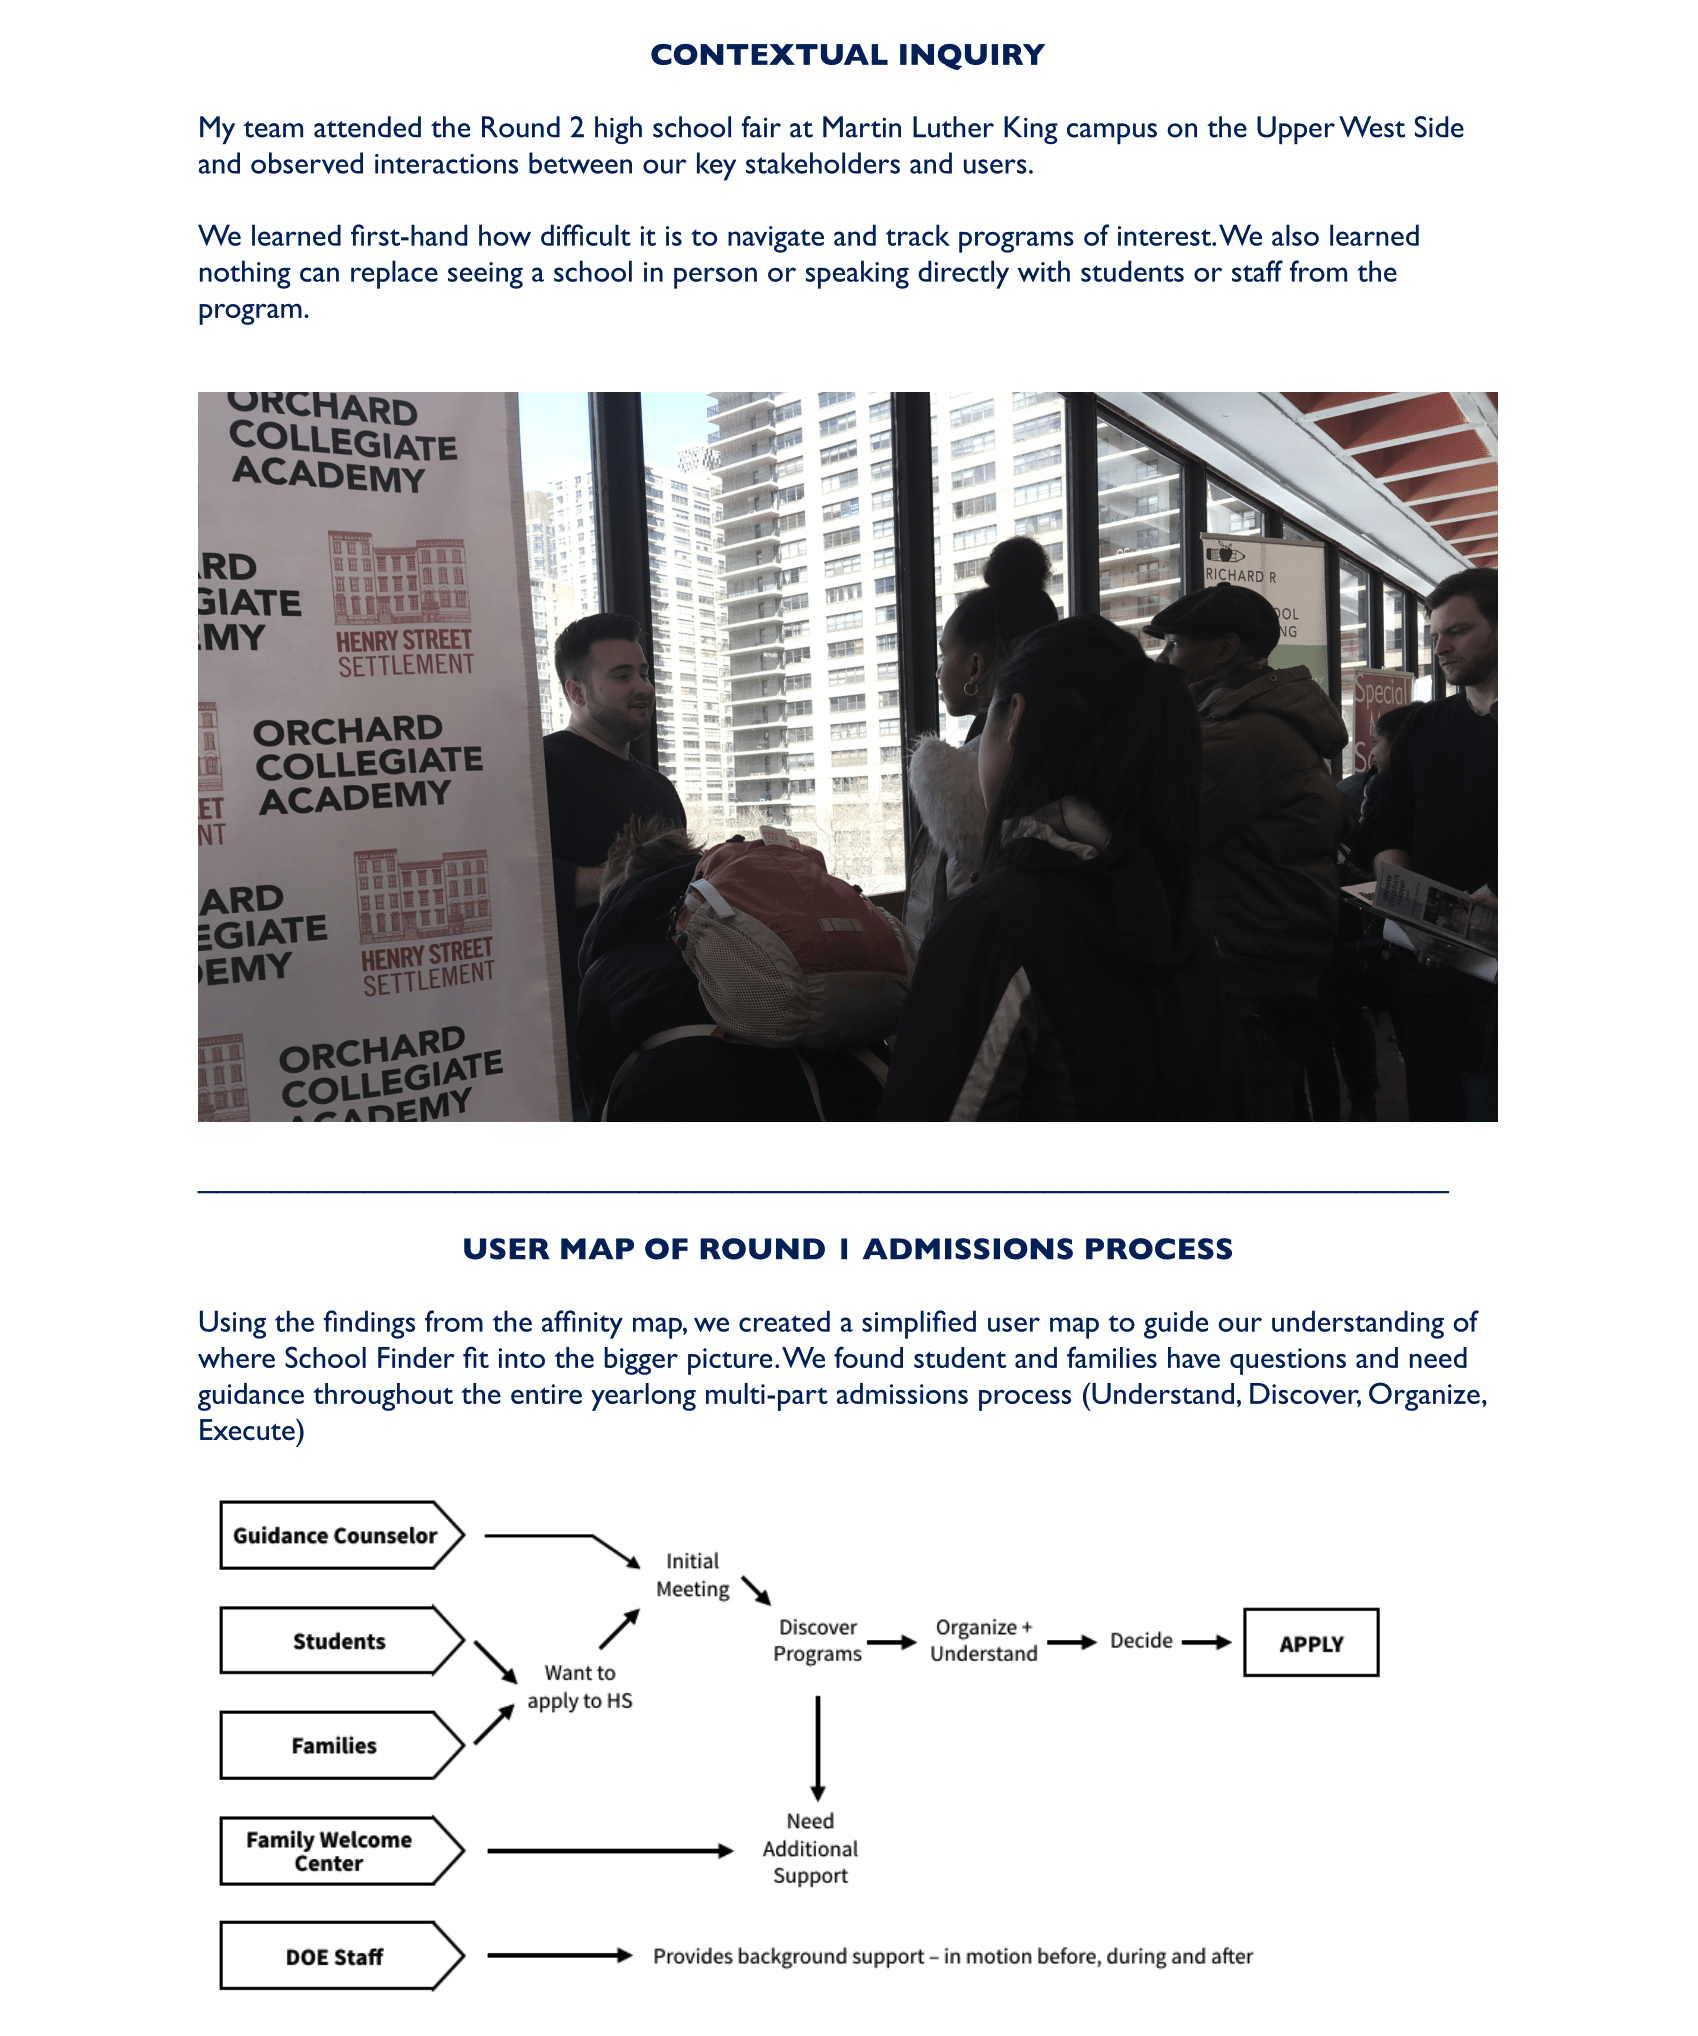 CONTEXTUAL INQUIRY
My team attended the Round 2 high school fair at Martin Luther King campus on the Upper West Side
and observed interactions between our key stakeholders and users.
We learned first-hand how difficult it is to navigate and track programs of interest. We also learned
nothing can replace seeing a school in person or speaking directly with students or staff from the
program.
ORCHARD
COLLEGIATE
ACADEMY
RD
GIATE
EMY
HENRY STREET
SETTLEMENT
ORCHARD
COLLEGIATE
ACADEMY
ET
NT
ARD
EGIATE
DEMY
HENRY STREET
SETTLEMENT
ORCHARD
COLLEGIATE
ACADEMY
RICHARD R
OOL
NG
Special
USER MAP OF ROUND 1 ADMISSIONS PROCESS
Using the findings from the affinity map, we created a simplified user map to guide our understanding of
where School Finder fit into the bigger picture. We found student and families have questions and need
guidance throughout the entire yearlong multi-part admissions process (Understand, Discover, Organize,
Execute)
Guidance Counselor
Initial
Meeting
Students
Want to
apply to HS
Discover
Programs
Organize +
Understand
Decide
APPLY
Families
Family Welcome
Center
Need
Additional
Support
DOE Staff
Provides background support – in motion before, during and after